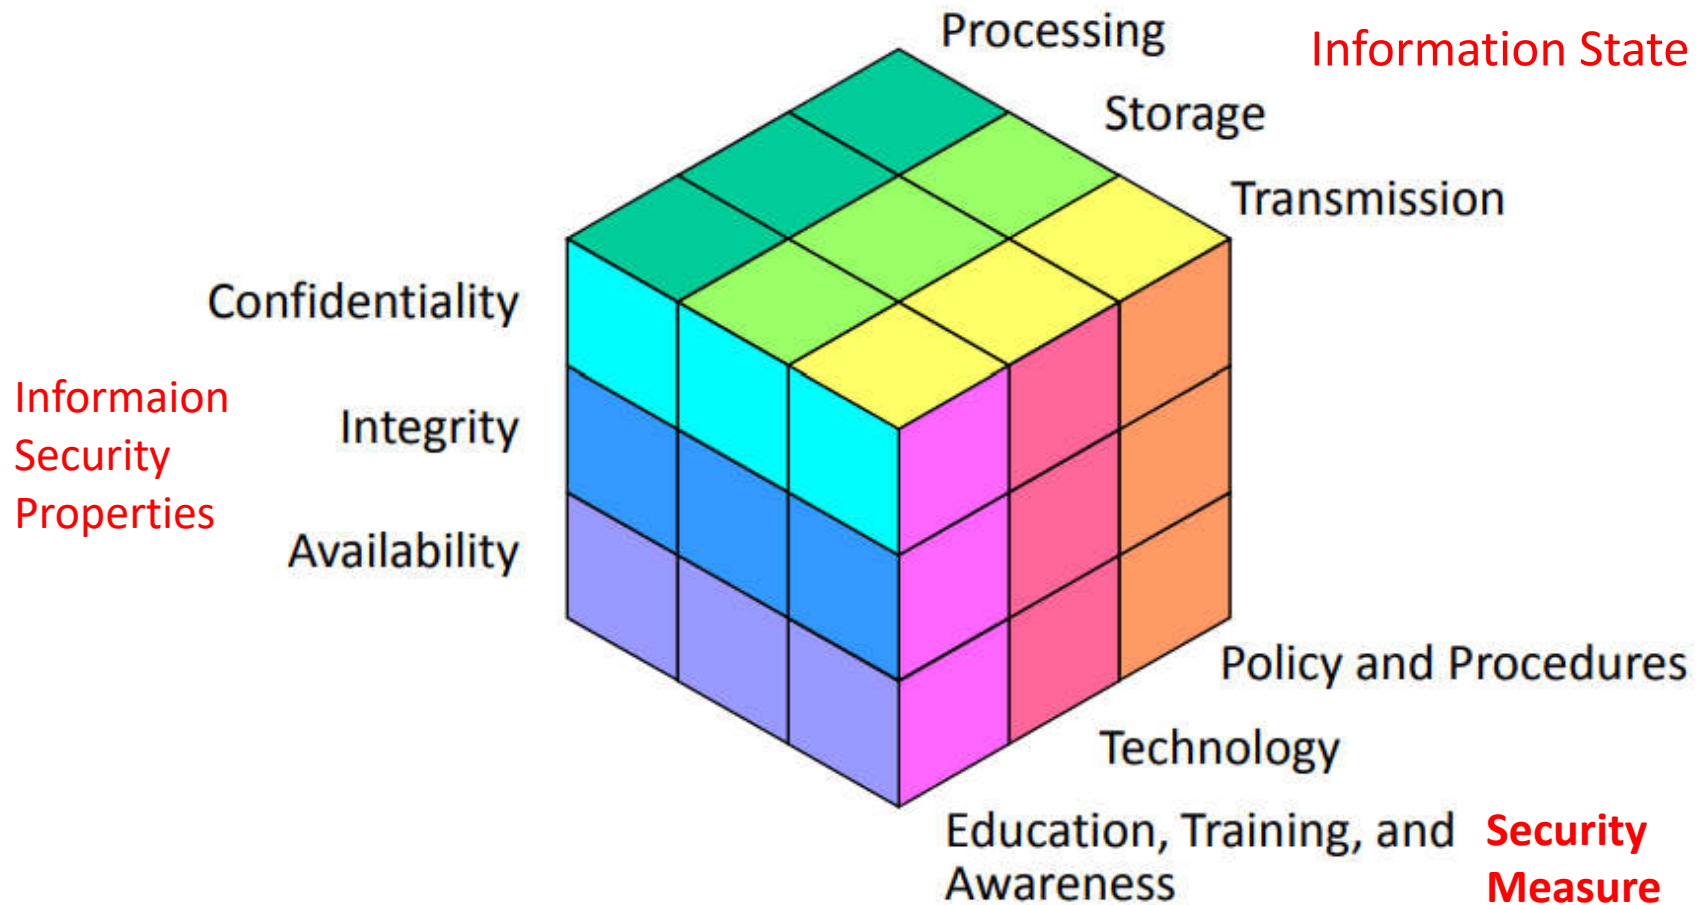 Processing
Information State
Storage
Transmission
Confidentiality
Informaion
Security
Properties
Integrity
Availability
Policy and Procedures
Technology
Education, Training, and
Awareness
Security
Measure